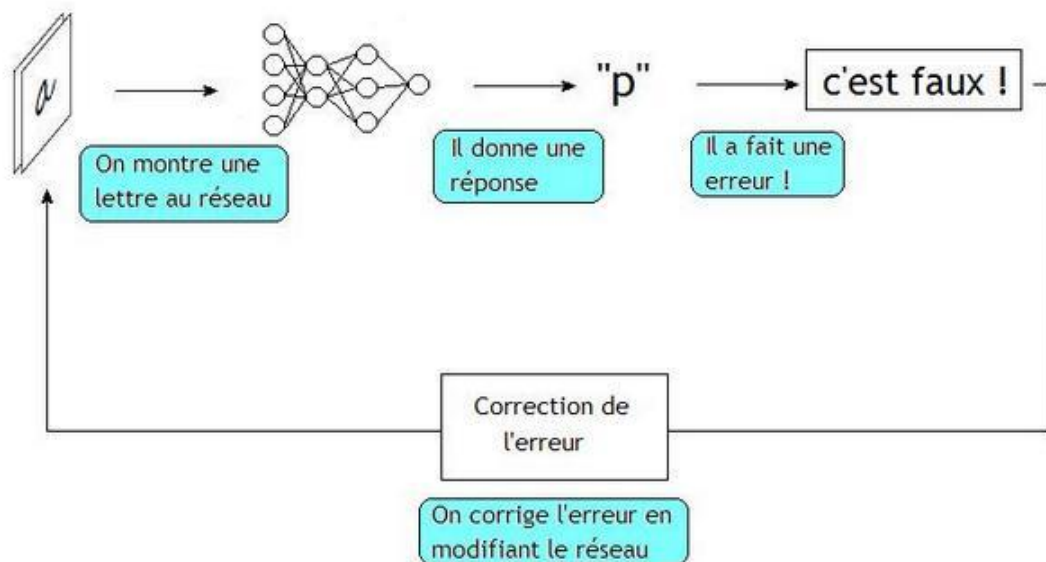 a
"p"
c'est faux !
On montre une
lettre au réseau
Il donne une
réponse
Il a fait une
erreur !
Correction de
l'erreur
On corrige l'erreur en
modifiant le réseau